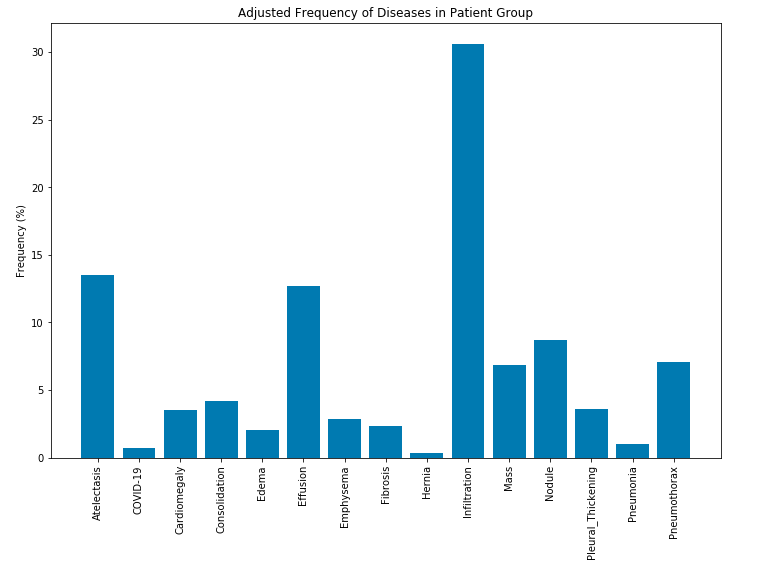 Adjusted Frequency of Diseases in Patient Group
Frequency (%)
30
25
20
15
10
5
0
Atelectasis
COVID-19
Cardiomegaly
Consolidation
Edema
Effusion
Emphysema
Fibrosis
Hernia
Infiltration
Mass
Nodule
Pleural_Thickening
Pneumonia
Pneumothorax